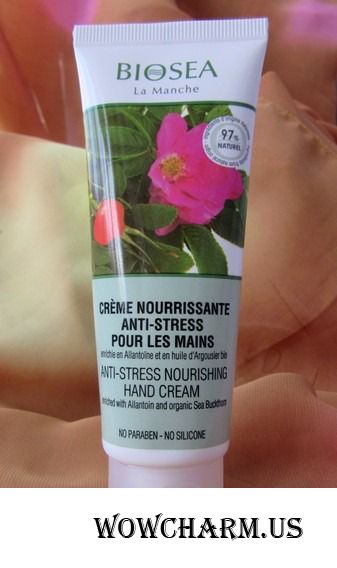 BIOSEA
La Manche
97%
NATUREL
CRÈME NOURRISSANTE
ANTI-STRESS
POUR LES MAINS
enrichie en Allantoïne et en huile d'Argousier bio
ANTI-STRESS NOURISHING
HAND CREAM
enriched with Allantoin and organic Sea Buckthorn
NO PARABEN - NO SILICONE
WOWCHARM.US